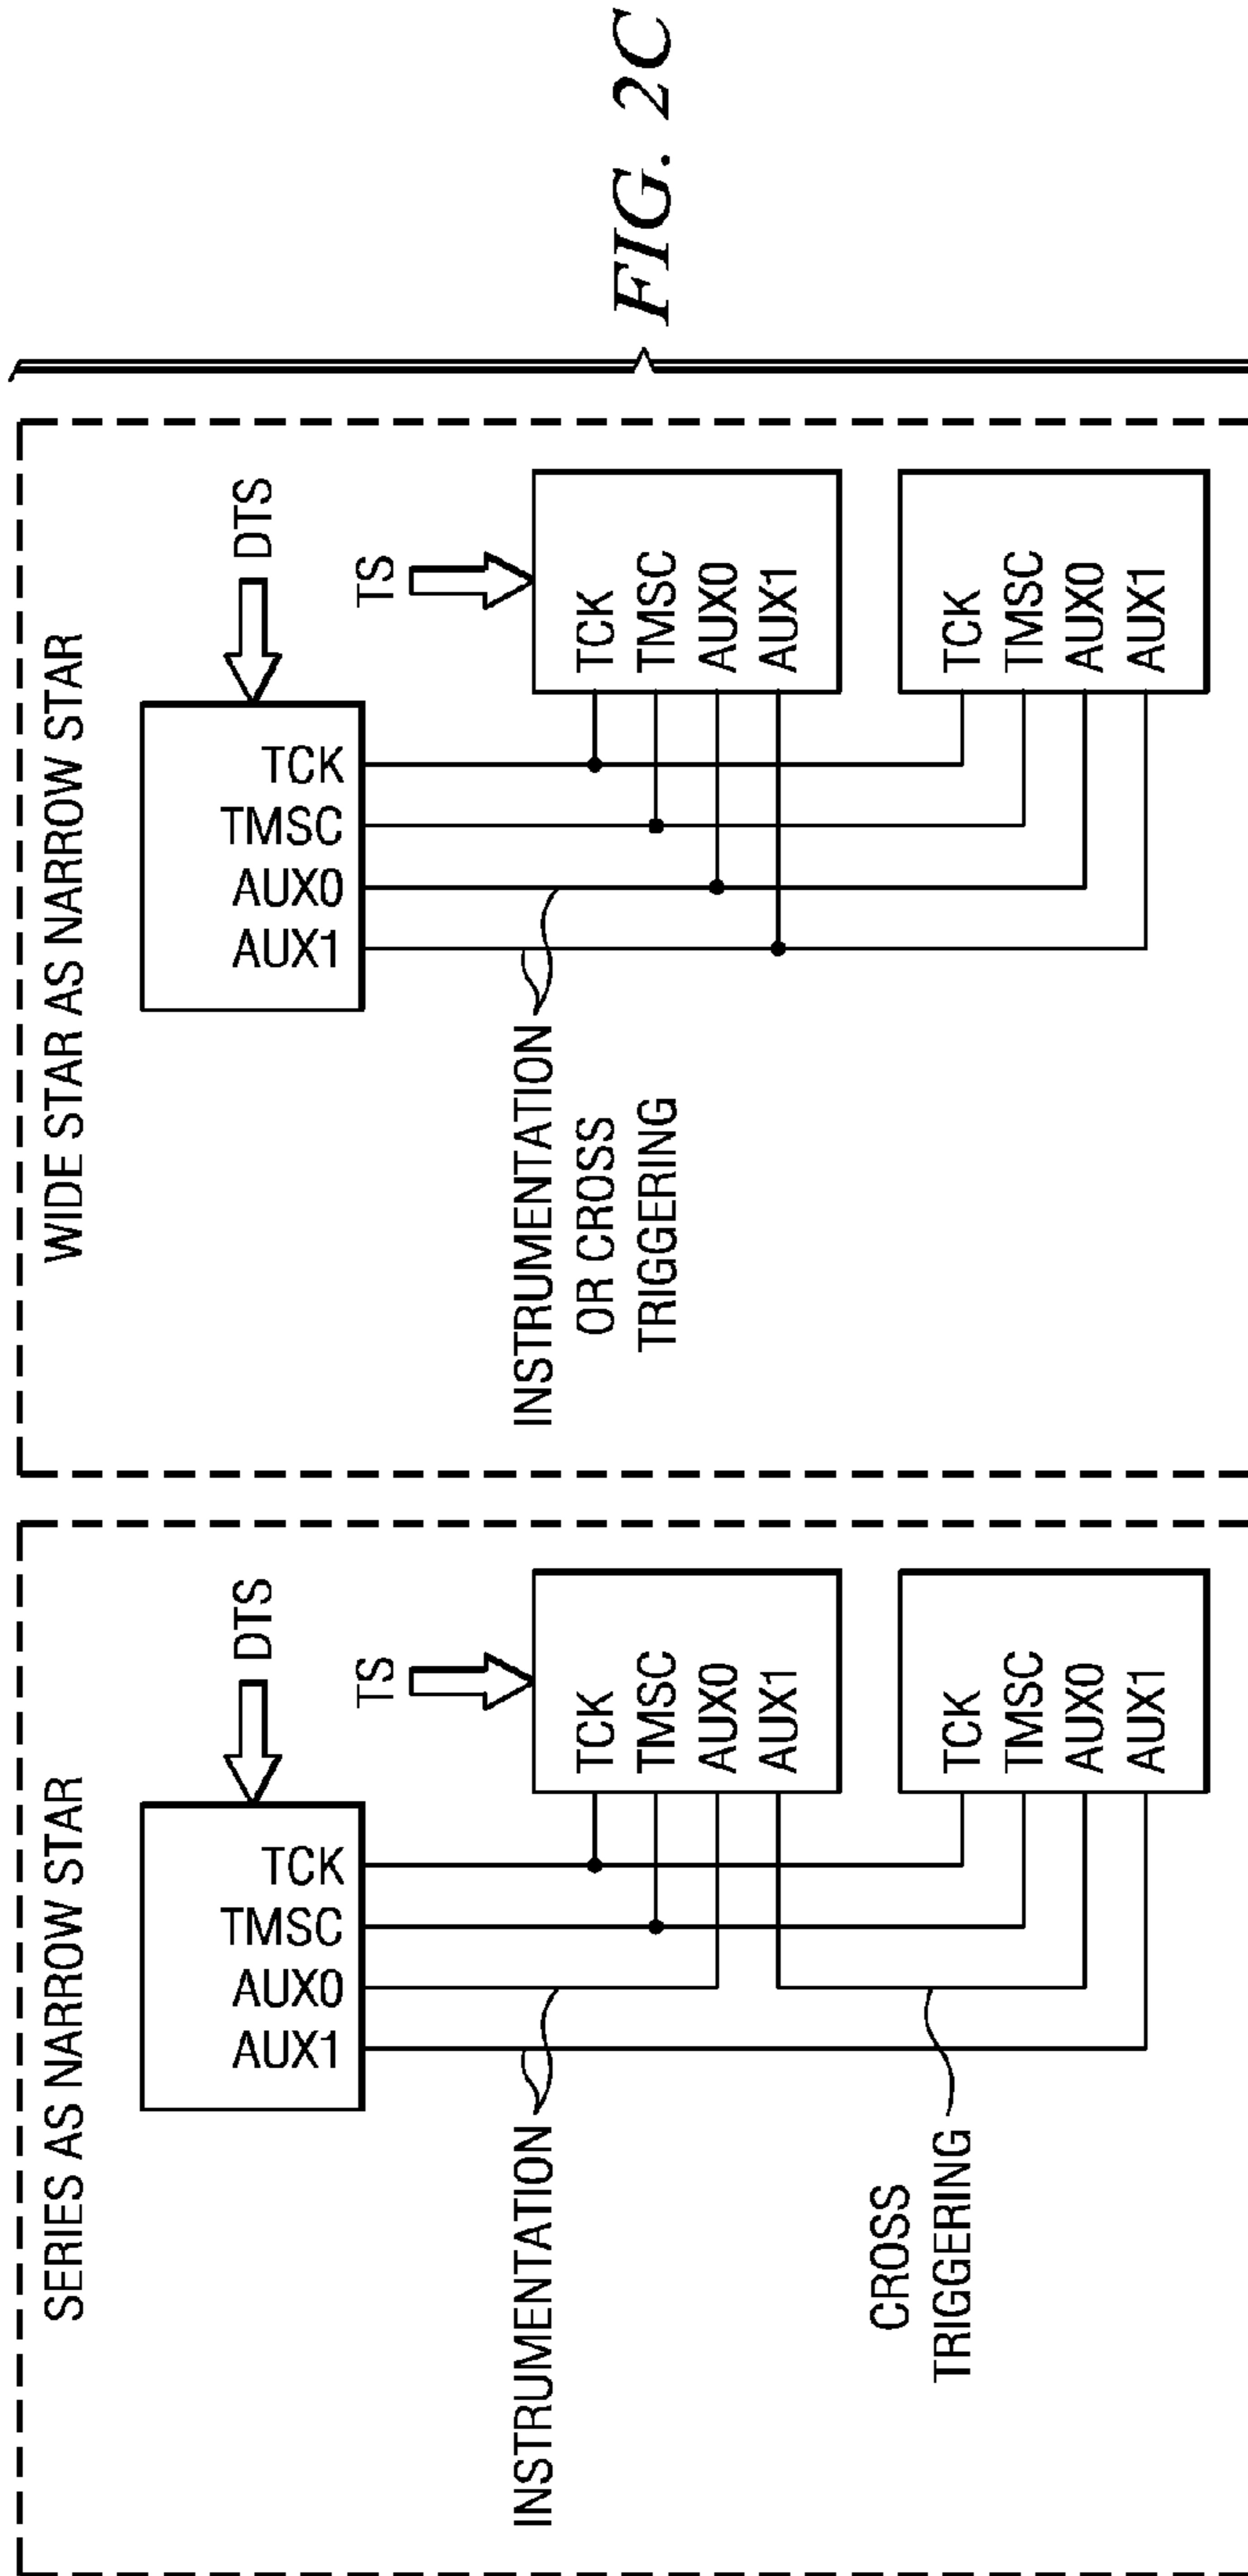 SERIES AS NARROW STAR
DTS
TCK
TMSC
AUX0
AUX1
TS
TCK
TMSC
AUX0
AUX1
INSTRUMENTATION
TCK
TMSC
AUX0
AUX1
CROSS
TRIGGERING
WIDE STAR AS NARROW STAR
DTS
TCK
TMSC
AUX0
AUX1
TS
TCK
TMSC
AUX0
AUX1
INSTRUMENTATION
OR CROSS
TRIGGERING
TCK
TMSC
AUX0
AUX1
FIG. 2C